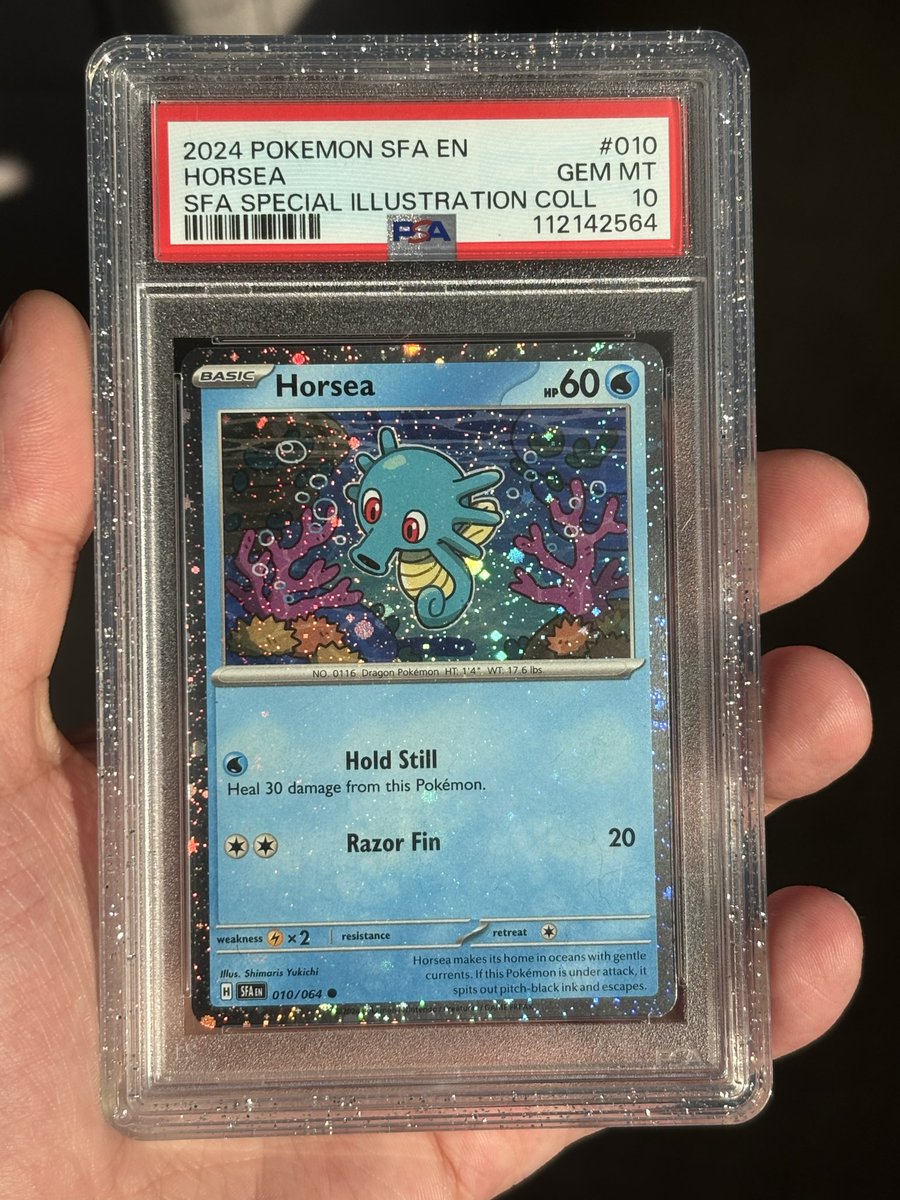 2024 POKEMON SFA EN #010
HORSEA GEM MT
SFA SPECIAL ILLUSTRATION COLL 10
112142564
PSA
BASIC Horsea HP 60
NO. 0116 Dragon Pokémon HT: 1'4" WT: 17.6 lbs.
Hold Still
Heal 30 damage from this Pokémon.
Razor Fin 20
weakness ×2 resistance retreat
Illus. Shimaris Yukichi
Horsea makes its home in oceans with gentle
currents. If this Pokémon is under attack, it
spits out pitch-black ink and escapes.
H SFA EN 010/064